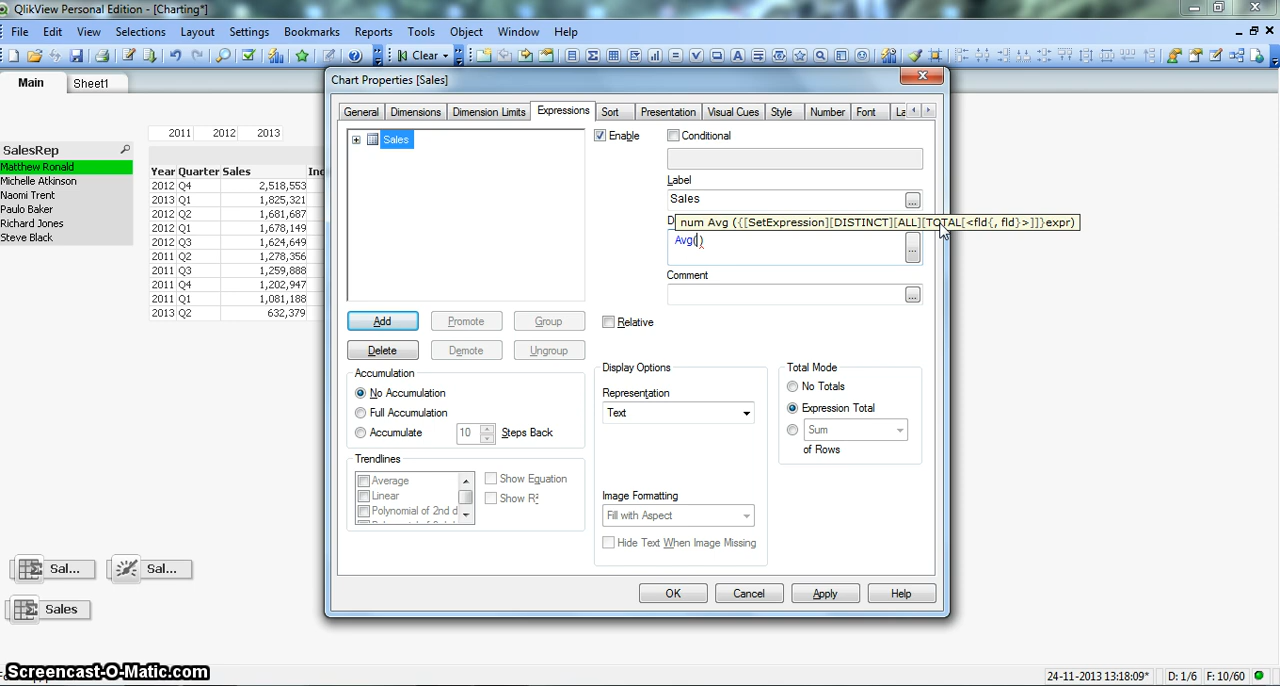 QlikView Personal Edition - [Charting*]
File Edit View Selections Layout Settings Bookmarks Reports Tools Object Window Help
Clear
Main Sheet1
2011 2012 2013
SalesRep
Matthew Ronald
Michelle Atkinson
Naomi Trent
Paulo Baker
Richard Jones
Steve Black
Year Quarter Sales
2012 Q4 2,518,553
2013 Q1 1,825,321
2012 Q2 1,681,687
2012 Q1 1,678,149
2012 Q3 1,624,649
2011 Q2 1,278,356
2011 Q3 1,259,888
2011 Q4 1,202,947
2011 Q1 1,081,188
2013 Q2 632,379
Chart Properties [Sales]
General Dimensions Dimension Limits Expressions Sort Presentation Visual Cues Style Number Font
Sales
Enable Conditional
Label
Sales
num Avg ({[SetExpression][DISTINCT][ALL][TOTAL[<fld{, fld}>]]}expr)
Avg()
Comment
Add Promote Group
Delete Demote Ungroup
Relative
Accumulation
No Accumulation
Full Accumulation
Accumulate 10 Steps Back
Trendlines
Average
Linear
Polynomial of 2nd d
Show Equation
Show R²
Display Options
Representation
Text
Image Formatting
Fill with Aspect
Hide Text When Image Missing
Total Mode
No Totals
Expression Total
Sum
of Rows
OK Cancel Apply Help
Sal... Sal...
Sales
Screencast-O-Matic.com
24-11-2013 13:18:09* D: 1/6 F: 10/60